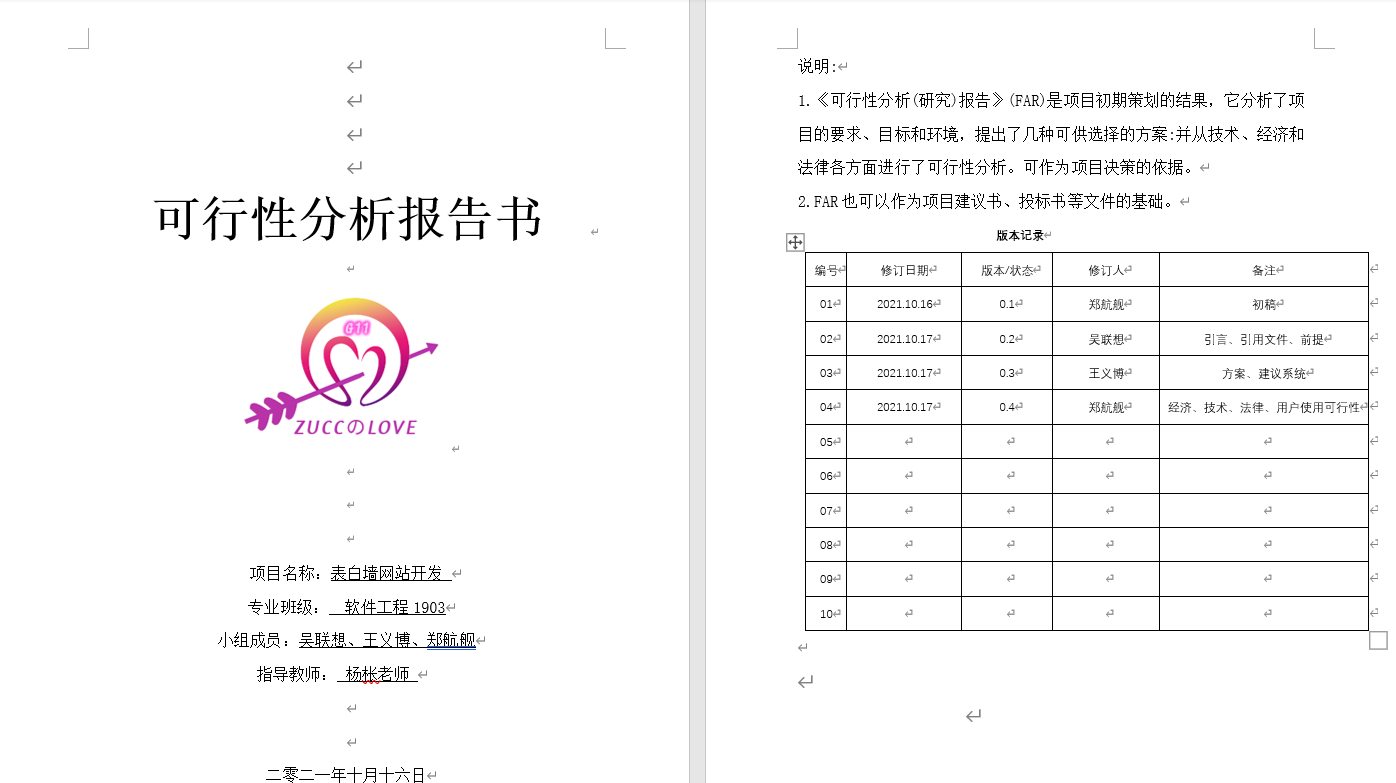 可行性分析报告书
G11
ZUCCのLOVE
项目名称：表白墙网站开发
专业班级： 软件工程 1903
小组成员：吴联想、王义博、郑航舰
指导教师： 杨枨老师
二零二一年十月十六日
说明:
1.《可行性分析(研究)报告》(FAR)是项目初期策划的结果，它分析了项
目的要求、目标和环境，提出了几种可供选择的方案:并从技术、经济和
法律各方面进行了可行性分析。可作为项目决策的依据。
2.FAR 也可以作为项目建议书、投标书等文件的基础。
版本记录
编号 修订日期 版本/状态 修订人 备注
01 2021.10.16 0.1 郑航舰 初稿
02 2021.10.17 0.2 吴联想 引言、引用文件、前提
03 2021.10.17 0.3 王义博 方案、建议系统
04 2021.10.17 0.4 郑航舰 经济、技术、法律、用户使用可行性
05
06
07
08
09
10